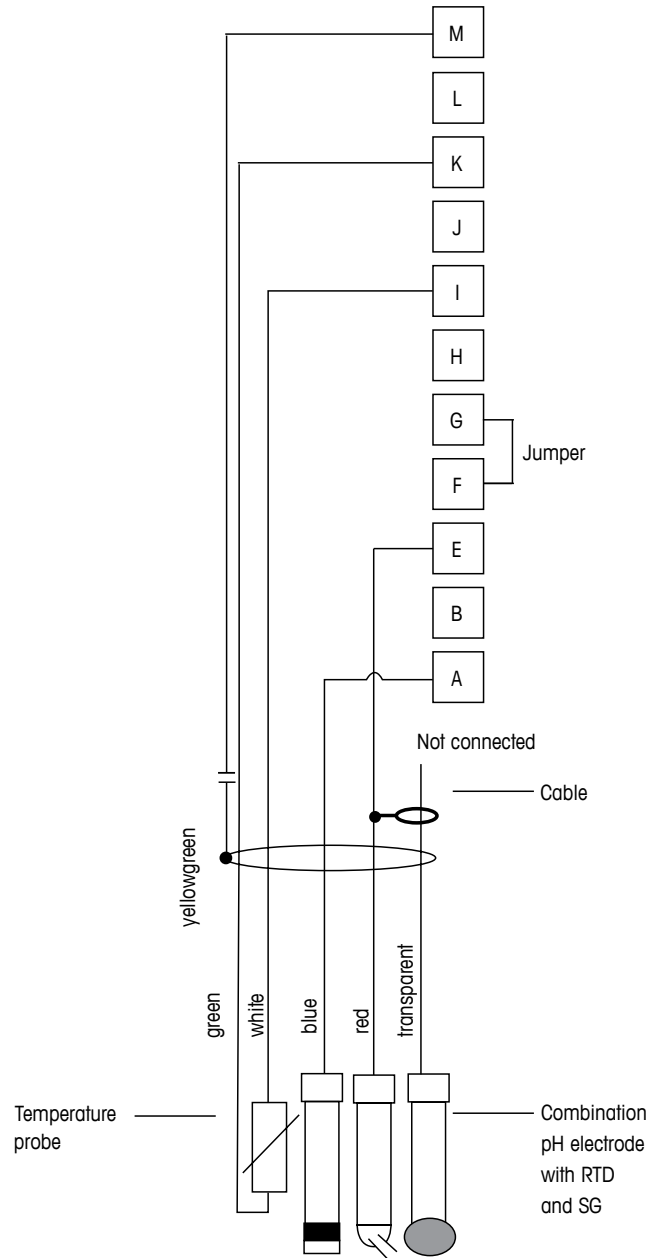 M
L
K
J
I
H
G
Jumper
F
E
B
A
Not connected
Cable
yellowgreen
green
white
blue
red
transparent
Temperature
probe
Combination
pH electrode
with RTD
and SG